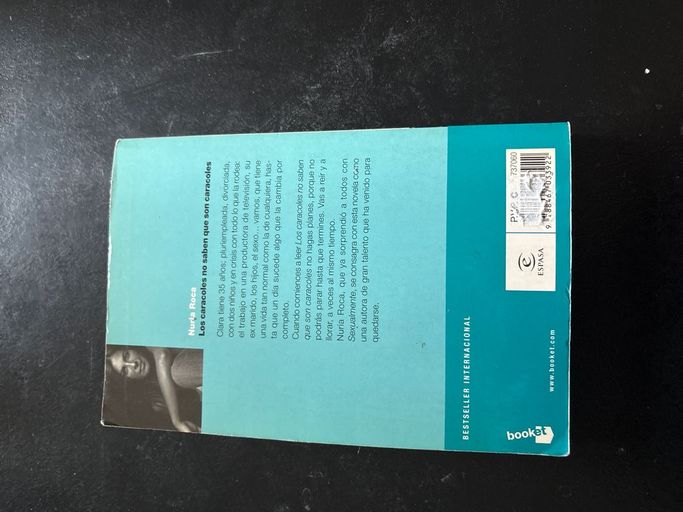 Nuria Roca
Los caracoles no saben que son caracoles
Clara tiene 35 años; pluriempleada, divorciada,
con dos niños y en crisis con todo lo que la rodea:
el trabajo en una productora de televisión, su
ex marido, los hijos, el sexo... vamos, que tiene
una vida tan normal como la de cualquiera, has-
ta que un día sucede algo que la cambia por
completo.
Cuando comiences a leer Los caracoles no saben
que son caracoles no hagas planes, porque no
podrás parar hasta que termines. Vas a reír y a
llorar, a veces al mismo tiempo.
Nuria Roca, que ya sorprendió a todos con
Sexualmente, se consagra con esta novela como
una autora de gran talento que ha venido para
quedarse.
BESTSELLER INTERNACIONAL
booket
www.booket.com
ESPASA
737060